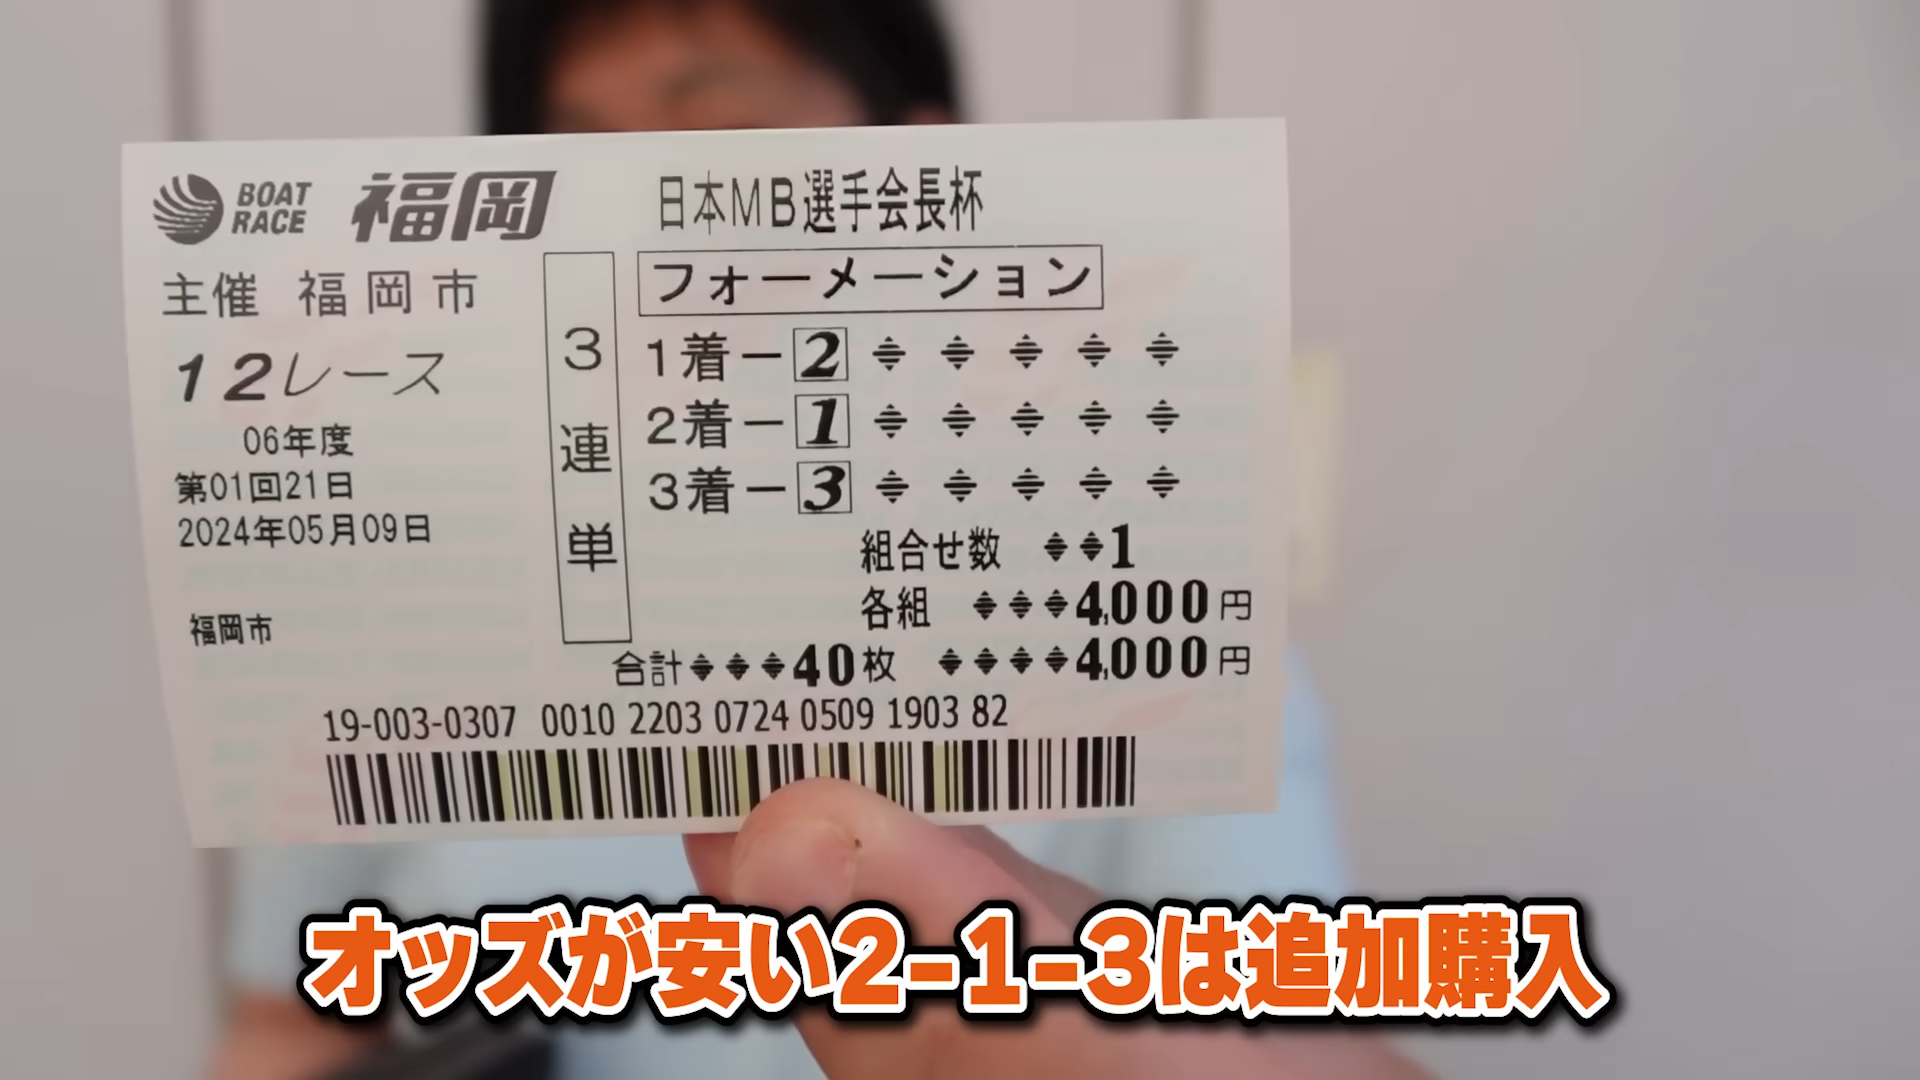 BOAT RACE 福岡 日本MB選手会長杯
主催 福岡市
12レース
06年度
第01回21日
2024年05月09日
福岡市
3連単
フォーメーション
1着ー2
2着ー1
3着ー3
組合せ数 1
各組 4,000円
合計 40枚 4,000円
19-003-0307 0010 2203 0724 0509 1903 82
オッズが安い2-1-3は追加購入